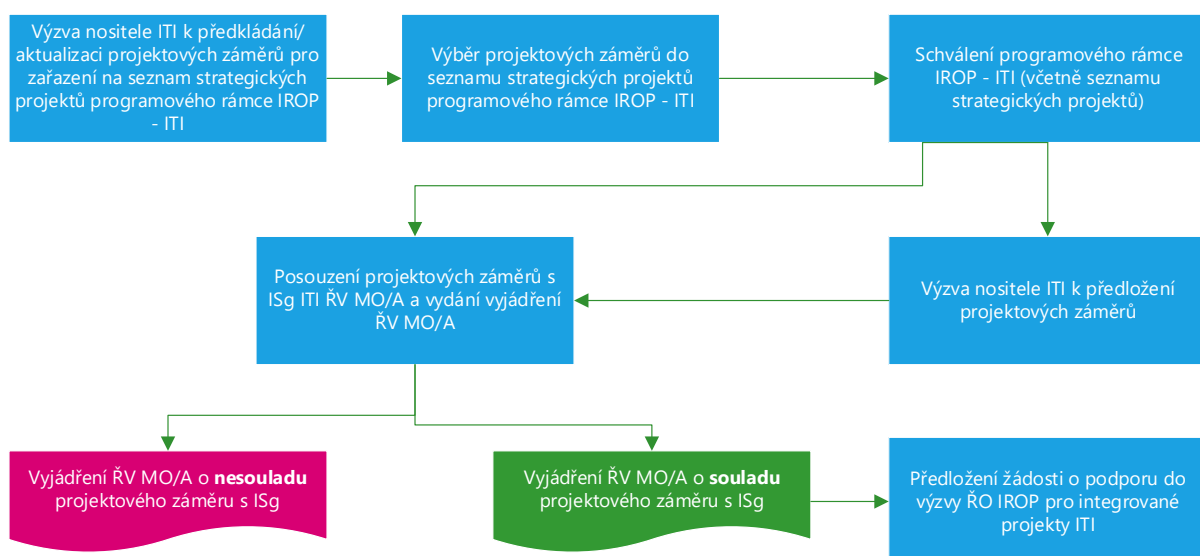 Výzva nositele ITI k předkládání/
aktualizaci projektových záměrů pro
zařazení na seznam strategických
projektů programového rámce IROP
- ITI
Výběr projektových záměrů do
seznamu strategických projektů
programového rámce IROP - ITI
Schválení programového rámce
IROP - ITI (včetně seznamu
strategických projektů)
Posouzení projektových záměrů s
ISg ITI ŘV MO/A a vydání vyjádření
ŘV MO/A
Výzva nositele ITI k předložení
projektových záměrů
Vyjádření ŘV MO/A o nesouladu
projektového záměru s ISg
Vyjádření ŘV MO/A o souladu
projektového záměru s ISg
Předložení žádosti o podporu do
výzvy ŘO IROP pro integrované
projekty ITI